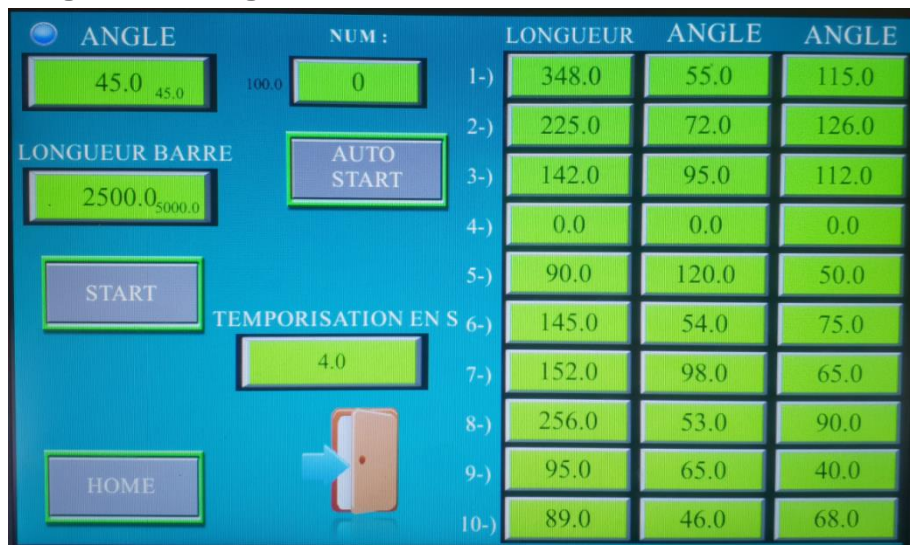 ANGLE
45.0 45.0
LONGUEUR BARRE
2500.0 5000.0
START
HOME
NUM :
100.0 0
AUTO
START
TEMPORISATION EN S
4.0
LONGUEUR ANGLE ANGLE
1-) 348.0 55.0 115.0
2-) 225.0 72.0 126.0
3-) 142.0 95.0 112.0
4-) 0.0 0.0 0.0
5-) 90.0 120.0 50.0
6-) 145.0 54.0 75.0
7-) 152.0 98.0 65.0
8-) 256.0 53.0 90.0
9-) 95.0 65.0 40.0
10-) 89.0 46.0 68.0